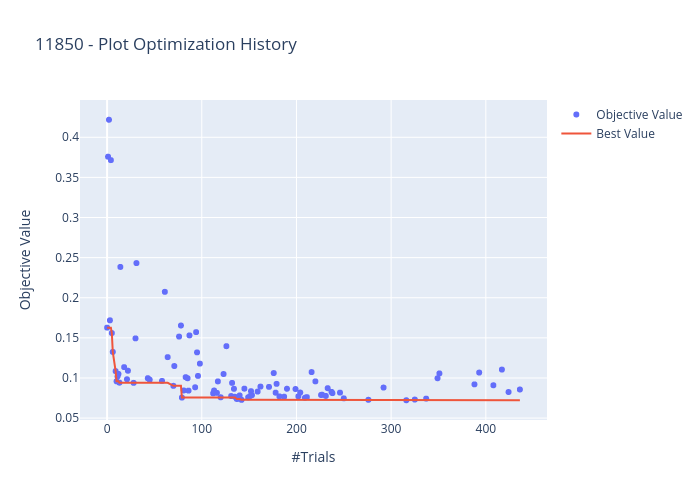 11850 - Plot Optimization History
Objective Value
Best Value
0.4
0.35
0.3
0.25
0.2
0.15
0.1
0.05
0
100
200
300
400
#Trials
Objective Value